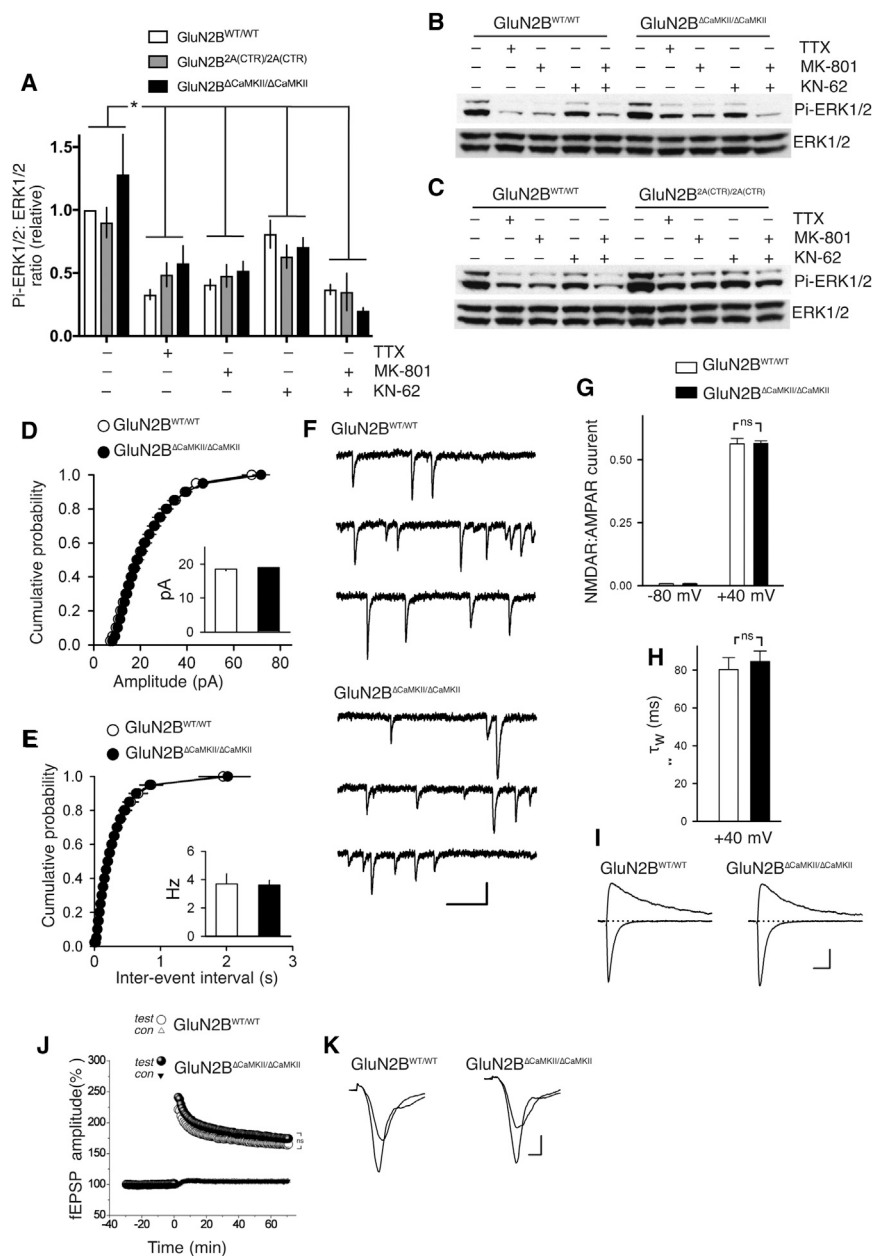 GluN2B^WT/WT
GluN2B^2A(CTR)/2A(CTR)
GluN2B^ΔCaMKII/ΔCaMKII
A
*
Pi-ERK1/2: ERK1/2
ratio (relative)
1.5
1.0
0.5
0.0
– + – – – TTX
– – + – + MK-801
– – – + + KN-62
B
GluN2B^WT/WT GluN2B^ΔCaMKII/ΔCaMKII
– + – – – – + – – – TTX
– – + – + – – + – + MK-801
– – – + + – – – + + KN-62
Pi-ERK1/2
ERK1/2
C
GluN2B^WT/WT GluN2B^2A(CTR)/2A(CTR)
– + – – – – + – – – TTX
– – + – + – – + – + MK-801
– – – + + – – – + + KN-62
Pi-ERK1/2
ERK1/2
D
GluN2B^WT/WT
GluN2B^ΔCaMKII/ΔCaMKII
Cumulative probability
1.0
0.8
0.6
0.4
0.2
0.0
0 20 40 60 80
Amplitude (pA)
pA
20
10
0
E
GluN2B^WT/WT
GluN2B^ΔCaMKII/ΔCaMKII
Cumulative probability
1.0
0.8
0.6
0.4
0.2
0.0
0 1 2 3
Inter-event interval (s)
Hz
6
4
2
0
F
GluN2B^WT/WT
GluN2B^ΔCaMKII/ΔCaMKII
GluN2B^WT/WT
GluN2B^ΔCaMKII/ΔCaMKII
G
ns
NMDAR:AMPAR cuurent
0.50
0.25
0.00
-80 mV +40 mV
H
ns
τw (ms)
80
60
40
20
0
+40 mV
I
GluN2B^WT/WT GluN2B^ΔCaMKII/ΔCaMKII
J
test
con
GluN2B^WT/WT
test
con
GluN2B^ΔCaMKII/ΔCaMKII
fEPSP amplitude(% )
300
250
200
150
100
50
ns
-40 -20 0 20 40 60
Time (min)
K
GluN2B^WT/WT GluN2B^ΔCaMKII/ΔCaMKII